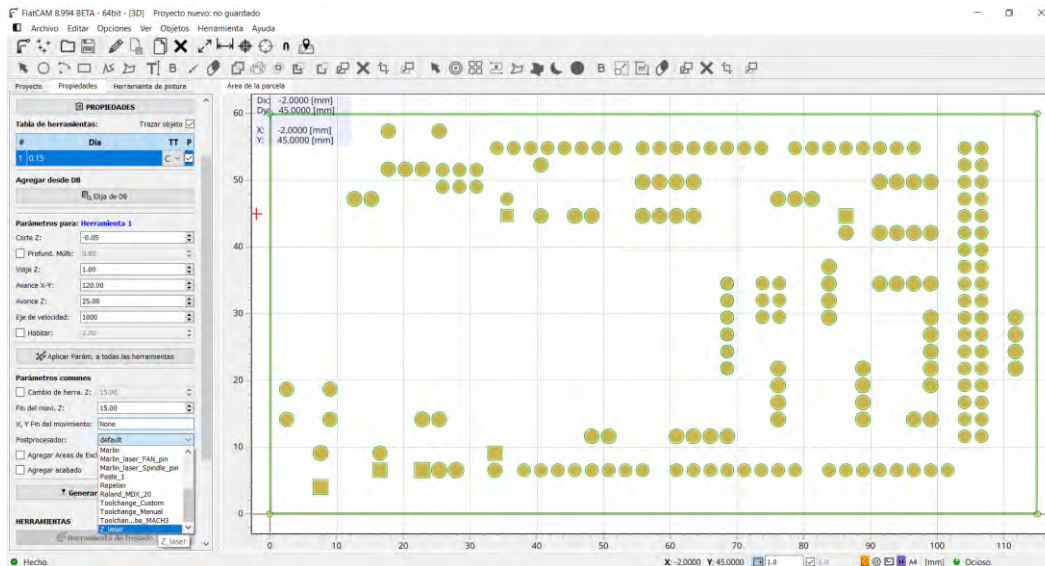 FlatCAM 8.994 BETA - 64bit - [3D]    Proyecto nuevo: no guardado
Archivo Editar Opciones Ver Objetos Herramienta Ayuda
Proyecto Propiedades Herramienta de pintura Área de la parcela
PROPIEDADES
Tabla de herramientas: Trazar objeto
# Dia TT P
1 0.15 C
Agregar desde DB
Elija de DB
Parámetros para: Herramienta 1
Corte Z: -0.05
Profund. Múlt: 0.80
Viaje Z: 1.00
Avance X-Y: 120.00
Avance Z: 25.00
Eje de velocidad: 1000
Habitar: 1.00
Aplicar Parám. a todas las herramientas
Parámetros comunes
Cambio de herra. Z: 15.00
Fin del movi. Z: 15.00
X, Y Fin del movimiento: None
Postprocesador: default
Marlin
Agregar Areas de Excl
Marlin_laser_FAN_pin
Marlin_laser_Spindle_pin
Agregar acabado
Paste_1
Repetier
Generar
Roland_MDX_20
Toolchange_Custom
Toolchange_Manual
HERRAMIENTAS
Toolchan...be_MACH3
Z_laser
Herramienta de fresado
Z_laser
Dx: -2.0000 [mm]
Dy: 45.0000 [mm]
X: -2.0000 [mm]
Y: 45.0000 [mm]
60
50
40
30
20
10
0
0 10 20 30 40 50 60 70 80 90 100 110
Hecho. X: -2.0000 Y: 45.0000 1.0 1.0 H A4 [mm] Ocioso.